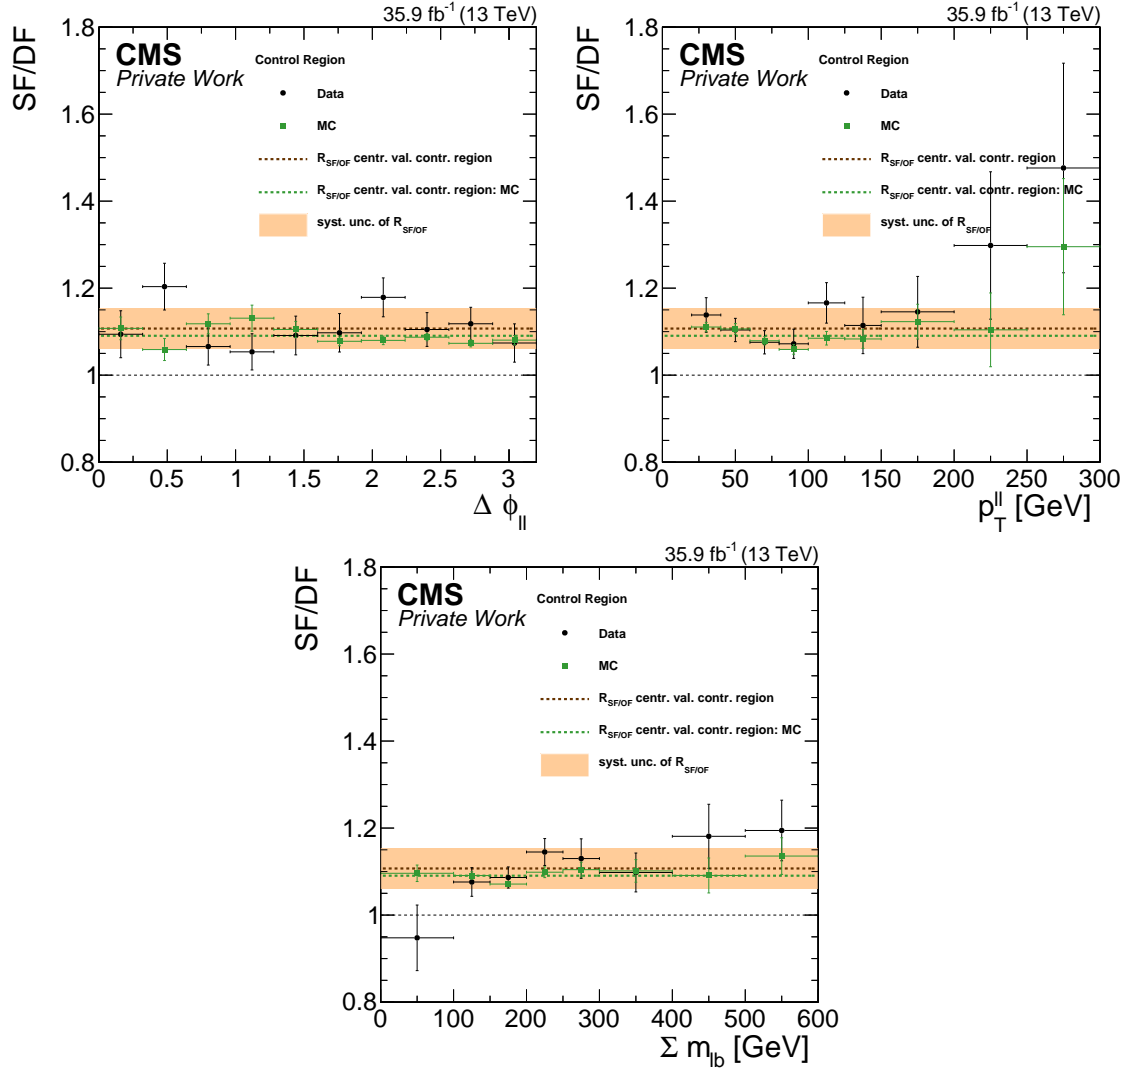 35.9 fb⁻¹ (13 TeV)
SF/DF
1.8
1.6
1.4
1.2
1
0.8
CMS
Private Work
Control Region
Data
MC
R_SF/OF centr. val. contr. region
R_SF/OF centr. val. contr. region: MC
syst. unc. of R_SF/OF
0 0.5 1 1.5 2 2.5 3
Δ ϕ_ll
35.9 fb⁻¹ (13 TeV)
SF/DF
1.8
1.6
1.4
1.2
1
0.8
CMS
Private Work
Control Region
Data
MC
R_SF/OF centr. val. contr. region
R_SF/OF centr. val. contr. region: MC
syst. unc. of R_SF/OF
0 50 100 150 200 250 300
p_T^ll [GeV]
35.9 fb⁻¹ (13 TeV)
SF/DF
1.8
1.6
1.4
1.2
1
0.8
CMS
Private Work
Control Region
Data
MC
R_SF/OF centr. val. contr. region
R_SF/OF centr. val. contr. region: MC
syst. unc. of R_SF/OF
0 100 200 300 400 500 600
Σ m_lb [GeV]